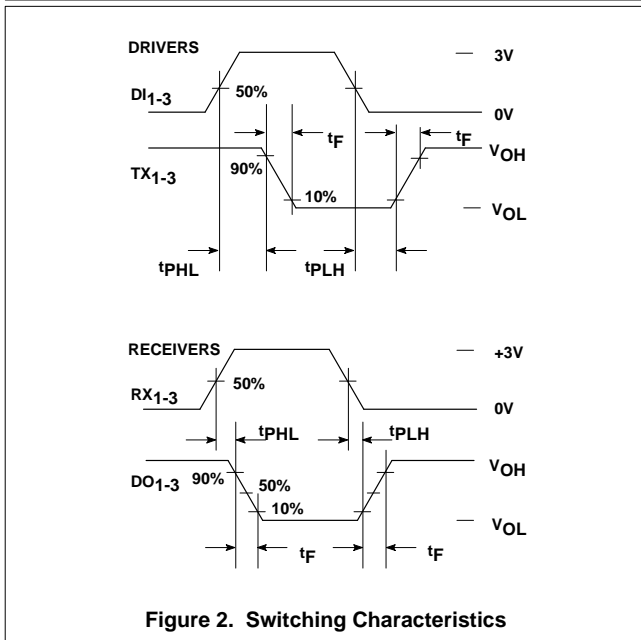 DRIVERS
3V
DI1-3
50%
0V
tF
tF
VOH
TX1-3
90%
10%
VOL
tPHL
tPLH
RECEIVERS
+3V
RX1-3
50%
0V
tPHL
tPLH
VOH
DO1-3
90%
50%
10%
VOL
tF
tF
Figure 2. Switching Characteristics